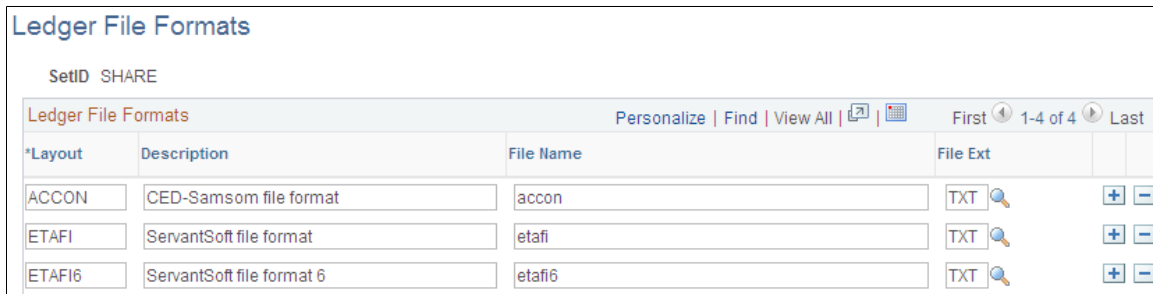 Ledger File Formats
SetID SHARE
Ledger File Formats Personalize | Find | View All | | First 1-4 of 4 Last
*Layout Description File Name File Ext
ACCON CED-Samsom file format accon TXT
ETAFI ServantSoft file format etafi TXT
ETAFI6 ServantSoft file format 6 etafi6 TXT